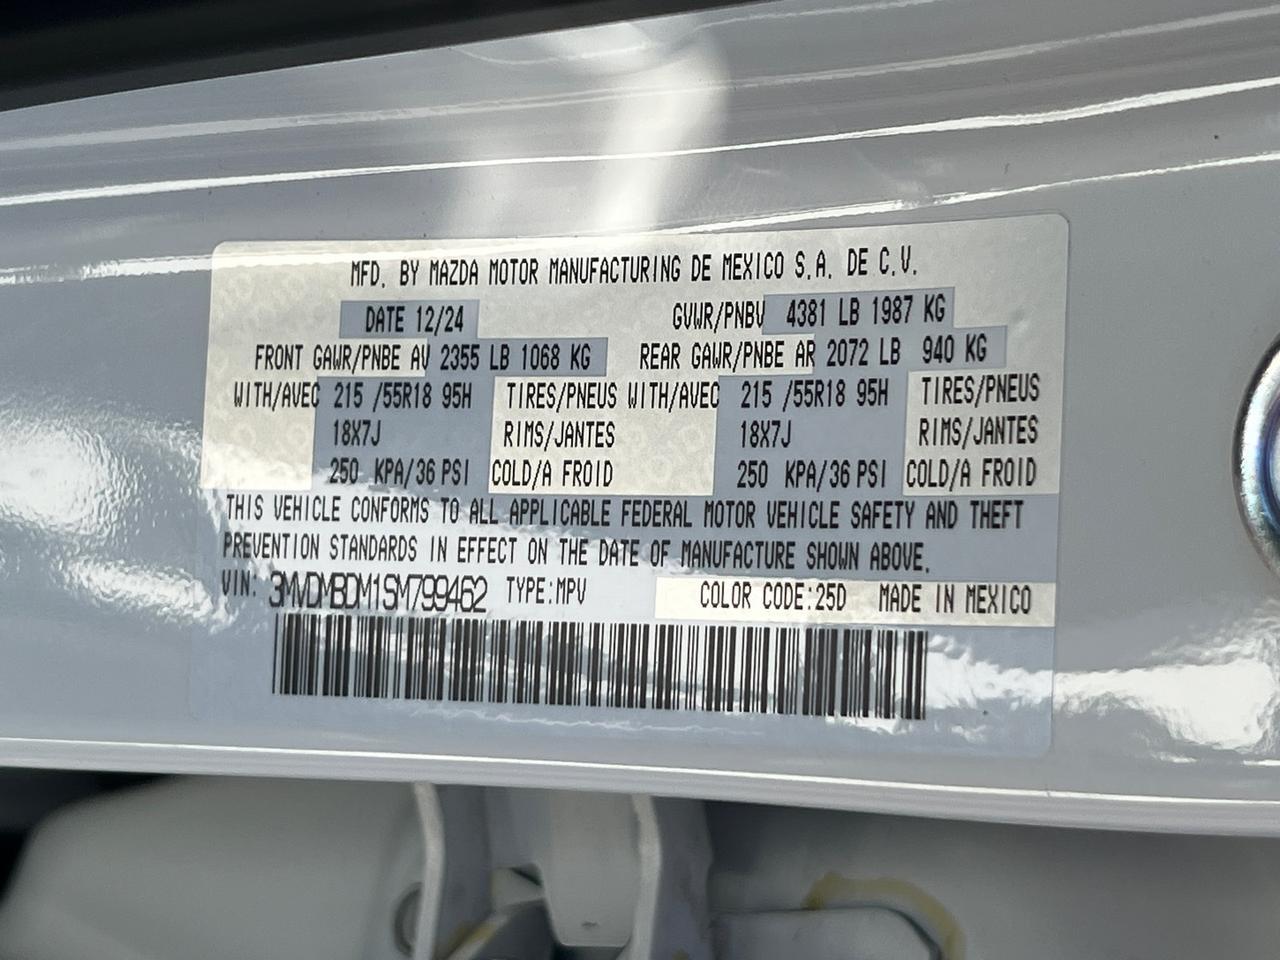 MFD. BY MAZDA MOTOR MANUFACTURING DE MEXICO S.A. DE C.V.
DATE 12/24 GVWR/PNBV 4381 LB 1987 KG
FRONT GAWR/PNBE AV 2355 LB 1068 KG REAR GAWR/PNBE AR 2072 LB 940 KG
WITH/AVEC 215 /55R18 95H TIRES/PNEUS WITH/AVEC 215 /55R18 95H TIRES/PNEUS
18X7J RIMS/JANTES 18X7J RIMS/JANTES
250 KPA/36 PSI COLD/A FROID 250 KPA/36 PSI COLD/A FROID
THIS VEHICLE CONFORMS TO ALL APPLICABLE FEDERAL MOTOR VEHICLE SAFETY AND THEFT
PREVENTION STANDARDS IN EFFECT ON THE DATE OF MANUFACTURE SHOWN ABOVE.
VIN: 3MVDMBDM1SM799462 TYPE:MPV COLOR CODE:25D MADE IN MEXICO